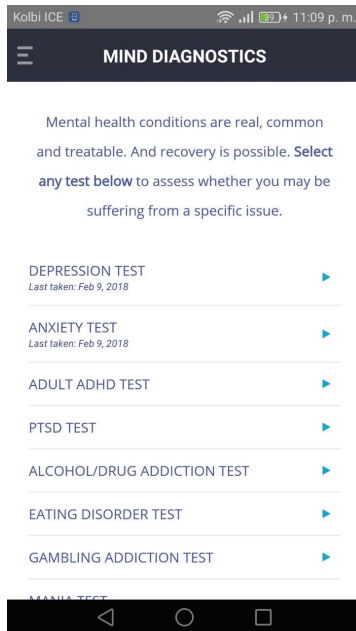 Kolbi ICE 39 11:09 p. m.
MIND DIAGNOSTICS
Mental health conditions are real, common
and treatable. And recovery is possible. Select
any test below to assess whether you may be
suffering from a specific issue.
DEPRESSION TEST
Last taken: Feb 9, 2018
ANXIETY TEST
Last taken: Feb 9, 2018
ADULT ADHD TEST
PTSD TEST
ALCOHOL/DRUG ADDICTION TEST
EATING DISORDER TEST
GAMBLING ADDICTION TEST
MANIA TEST